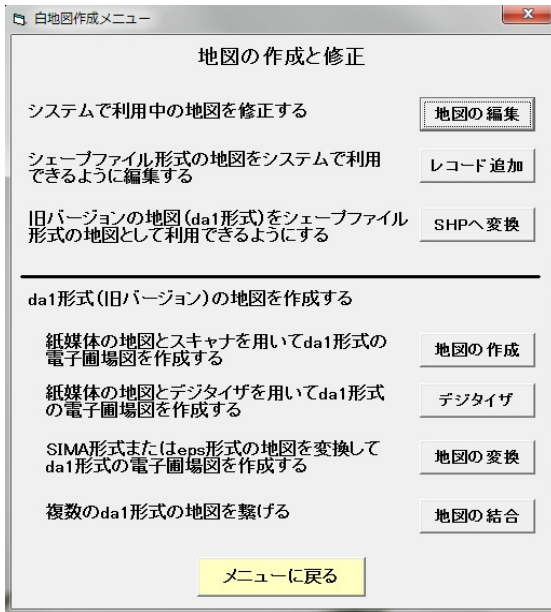 白地図作成メニュー
地図の作成と修正
システムで利用中の地図を修正する
地図の編集
シェープファイル形式の地図をシステムで利用
できるように編集する
レコード追加
旧バージョンの地図(da1形式)をシェープファイル
形式の地図として利用できるようにする
SHPへ変換
da1形式(旧バージョン)の地図を作成する
紙媒体の地図とスキャナを用いてda1形式の
電子圃場図を作成する
地図の作成
紙媒体の地図とデジタイザを用いてda1形式
の電子圃場図を作成する
デジタイザ
SIMA形式またはeps形式の地図を変換して
da1形式の電子圃場図を作成する
地図の変換
複数のda1形式の地図を繋げる
地図の結合
メニューに戻る